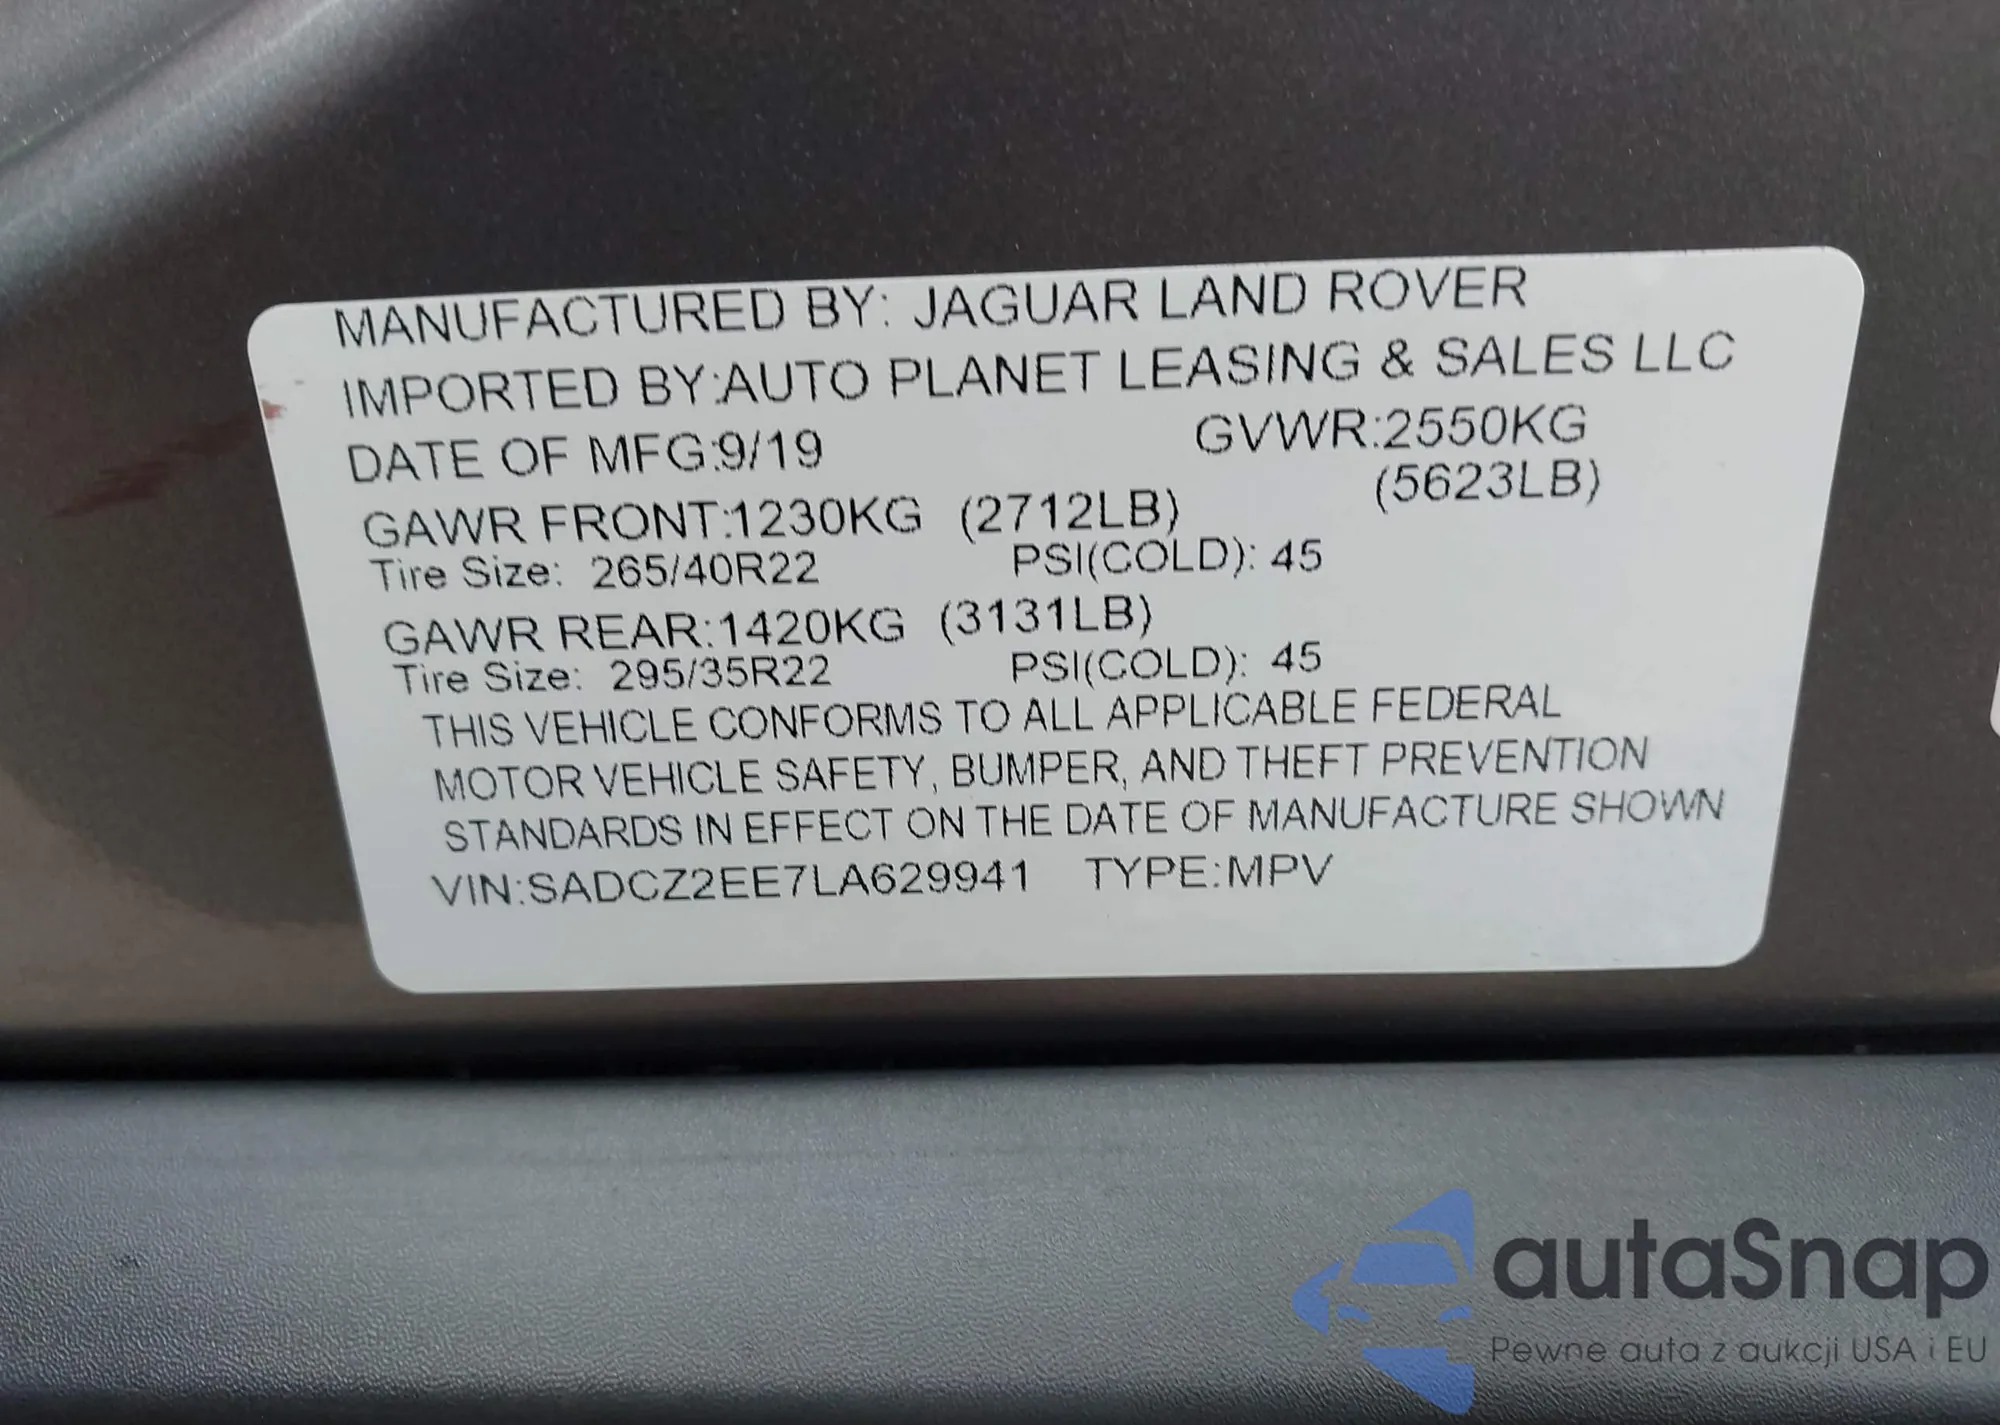 MANUFACTURED BY: JAGUAR LAND ROVER
IMPORTED BY:AUTO PLANET LEASING & SALES LLC
DATE OF MFG:9/19 GVWR:2550KG
(5623LB)
GAWR FRONT:1230KG (2712LB)
Tire Size: 265/40R22 PSI(COLD): 45
GAWR REAR:1420KG (3131LB)
Tire Size: 295/35R22 PSI(COLD): 45
THIS VEHICLE CONFORMS TO ALL APPLICABLE FEDERAL
MOTOR VEHICLE SAFETY, BUMPER, AND THEFT PREVENTION
STANDARDS IN EFFECT ON THE DATE OF MANUFACTURE SHOWN
VIN:SADCZ2EE7LA629941 TYPE:MPV
autaSnap
Pewne auta z aukcji USA i EU